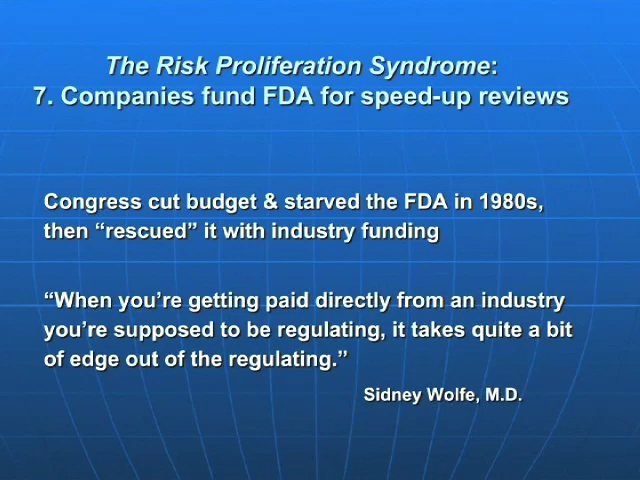 The Risk Proliferation Syndrome:
7. Companies fund FDA for speed-up reviews
Congress cut budget & starved the FDA in 1980s,
then “rescued” it with industry funding
“When you’re getting paid directly from an industry
you’re supposed to be regulating, it takes quite a bit
of edge out of the regulating.”
Sidney Wolfe, M.D.